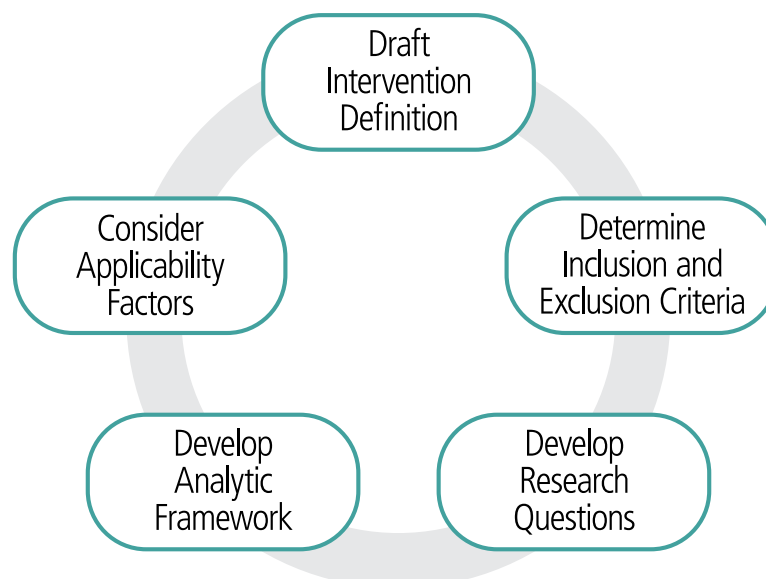 Draft
Intervention
Definition
Consider
Applicability
Factors
Determine
Inclusion and
Exclusion Criteria
Develop
Analytic
Framework
Develop
Research
Questions